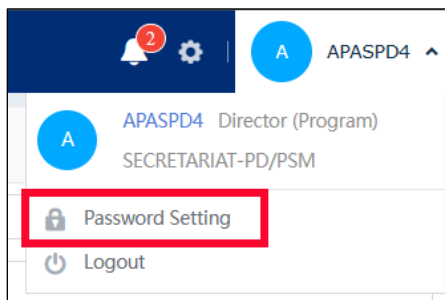 2
A APASPD4
A
APASPD4 Director (Program)
SECRETARIAT-PD/PSM
Password Setting
Logout